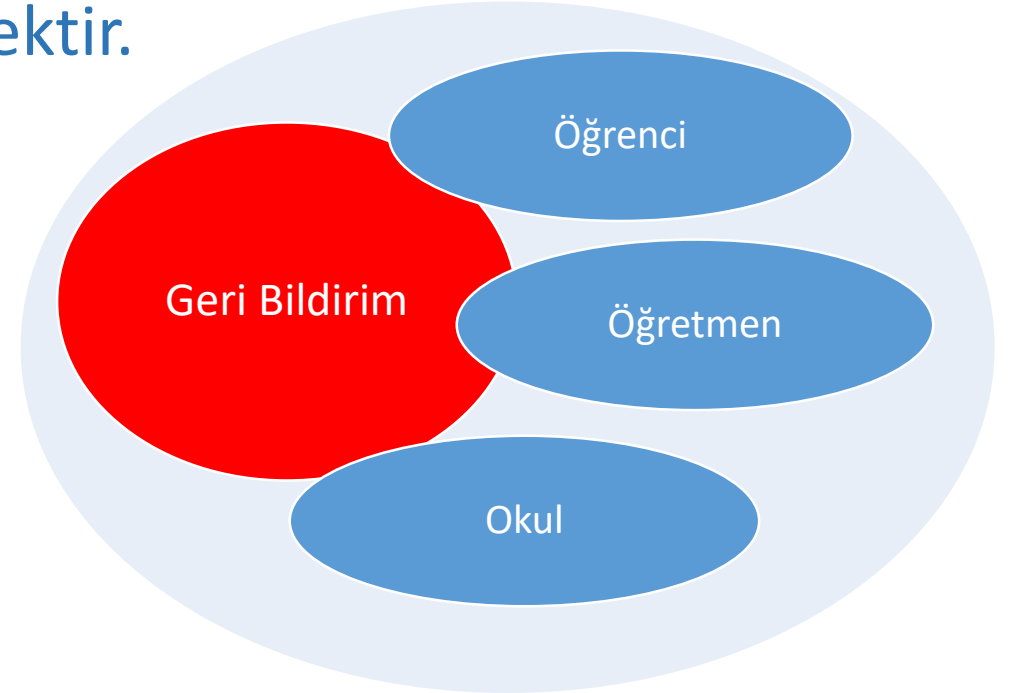 ektir.
Öğrenci
Geri Bildirim
Öğretmen
Okul